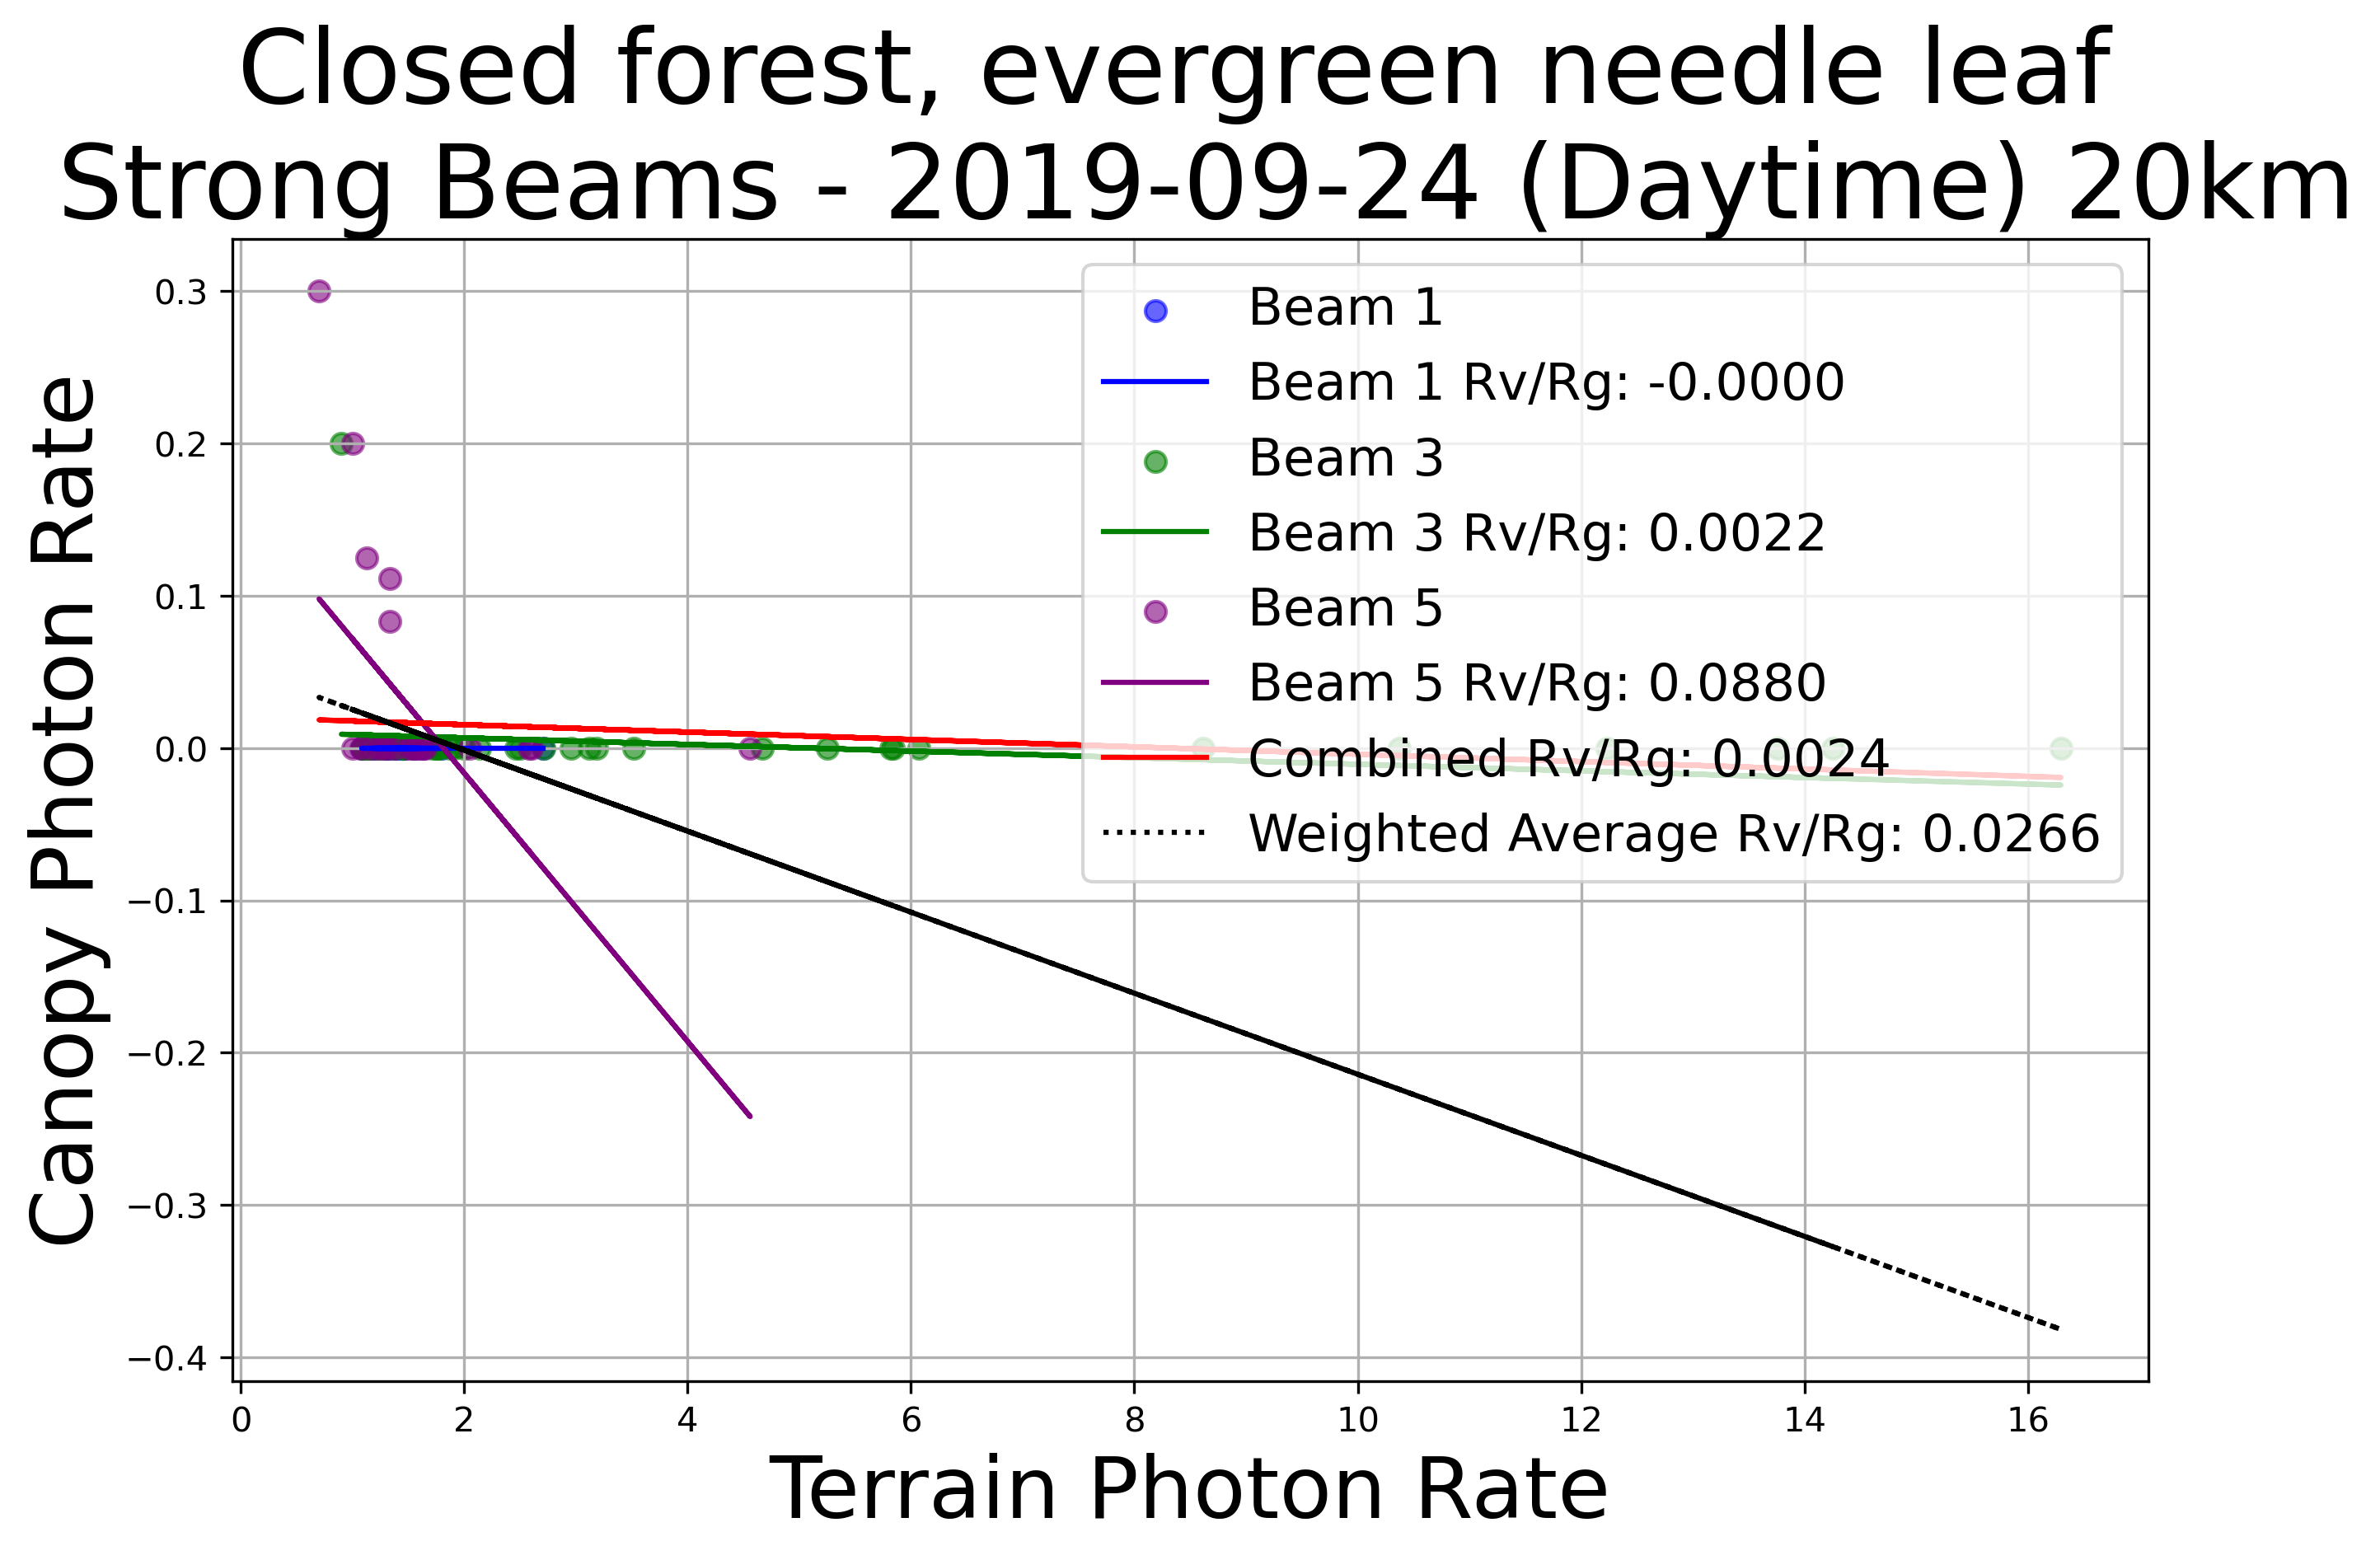 Closed forest, evergreen needle leaf
Strong Beams - 2019-09-24 (Daytime) 20km
Canopy Photon Rate
0.3
0.2
0.1
0.0
−0.1
−0.2
−0.3
−0.4
Beam 1
Beam 1 Rv/Rg: -0.0000
Beam 3
Beam 3 Rv/Rg: 0.0022
Beam 5
Beam 5 Rv/Rg: 0.0880
Combined Rv/Rg: 0.0024
Weighted Average Rv/Rg: 0.0266
0 2 4 6 8 10 12 14 16
Terrain Photon Rate